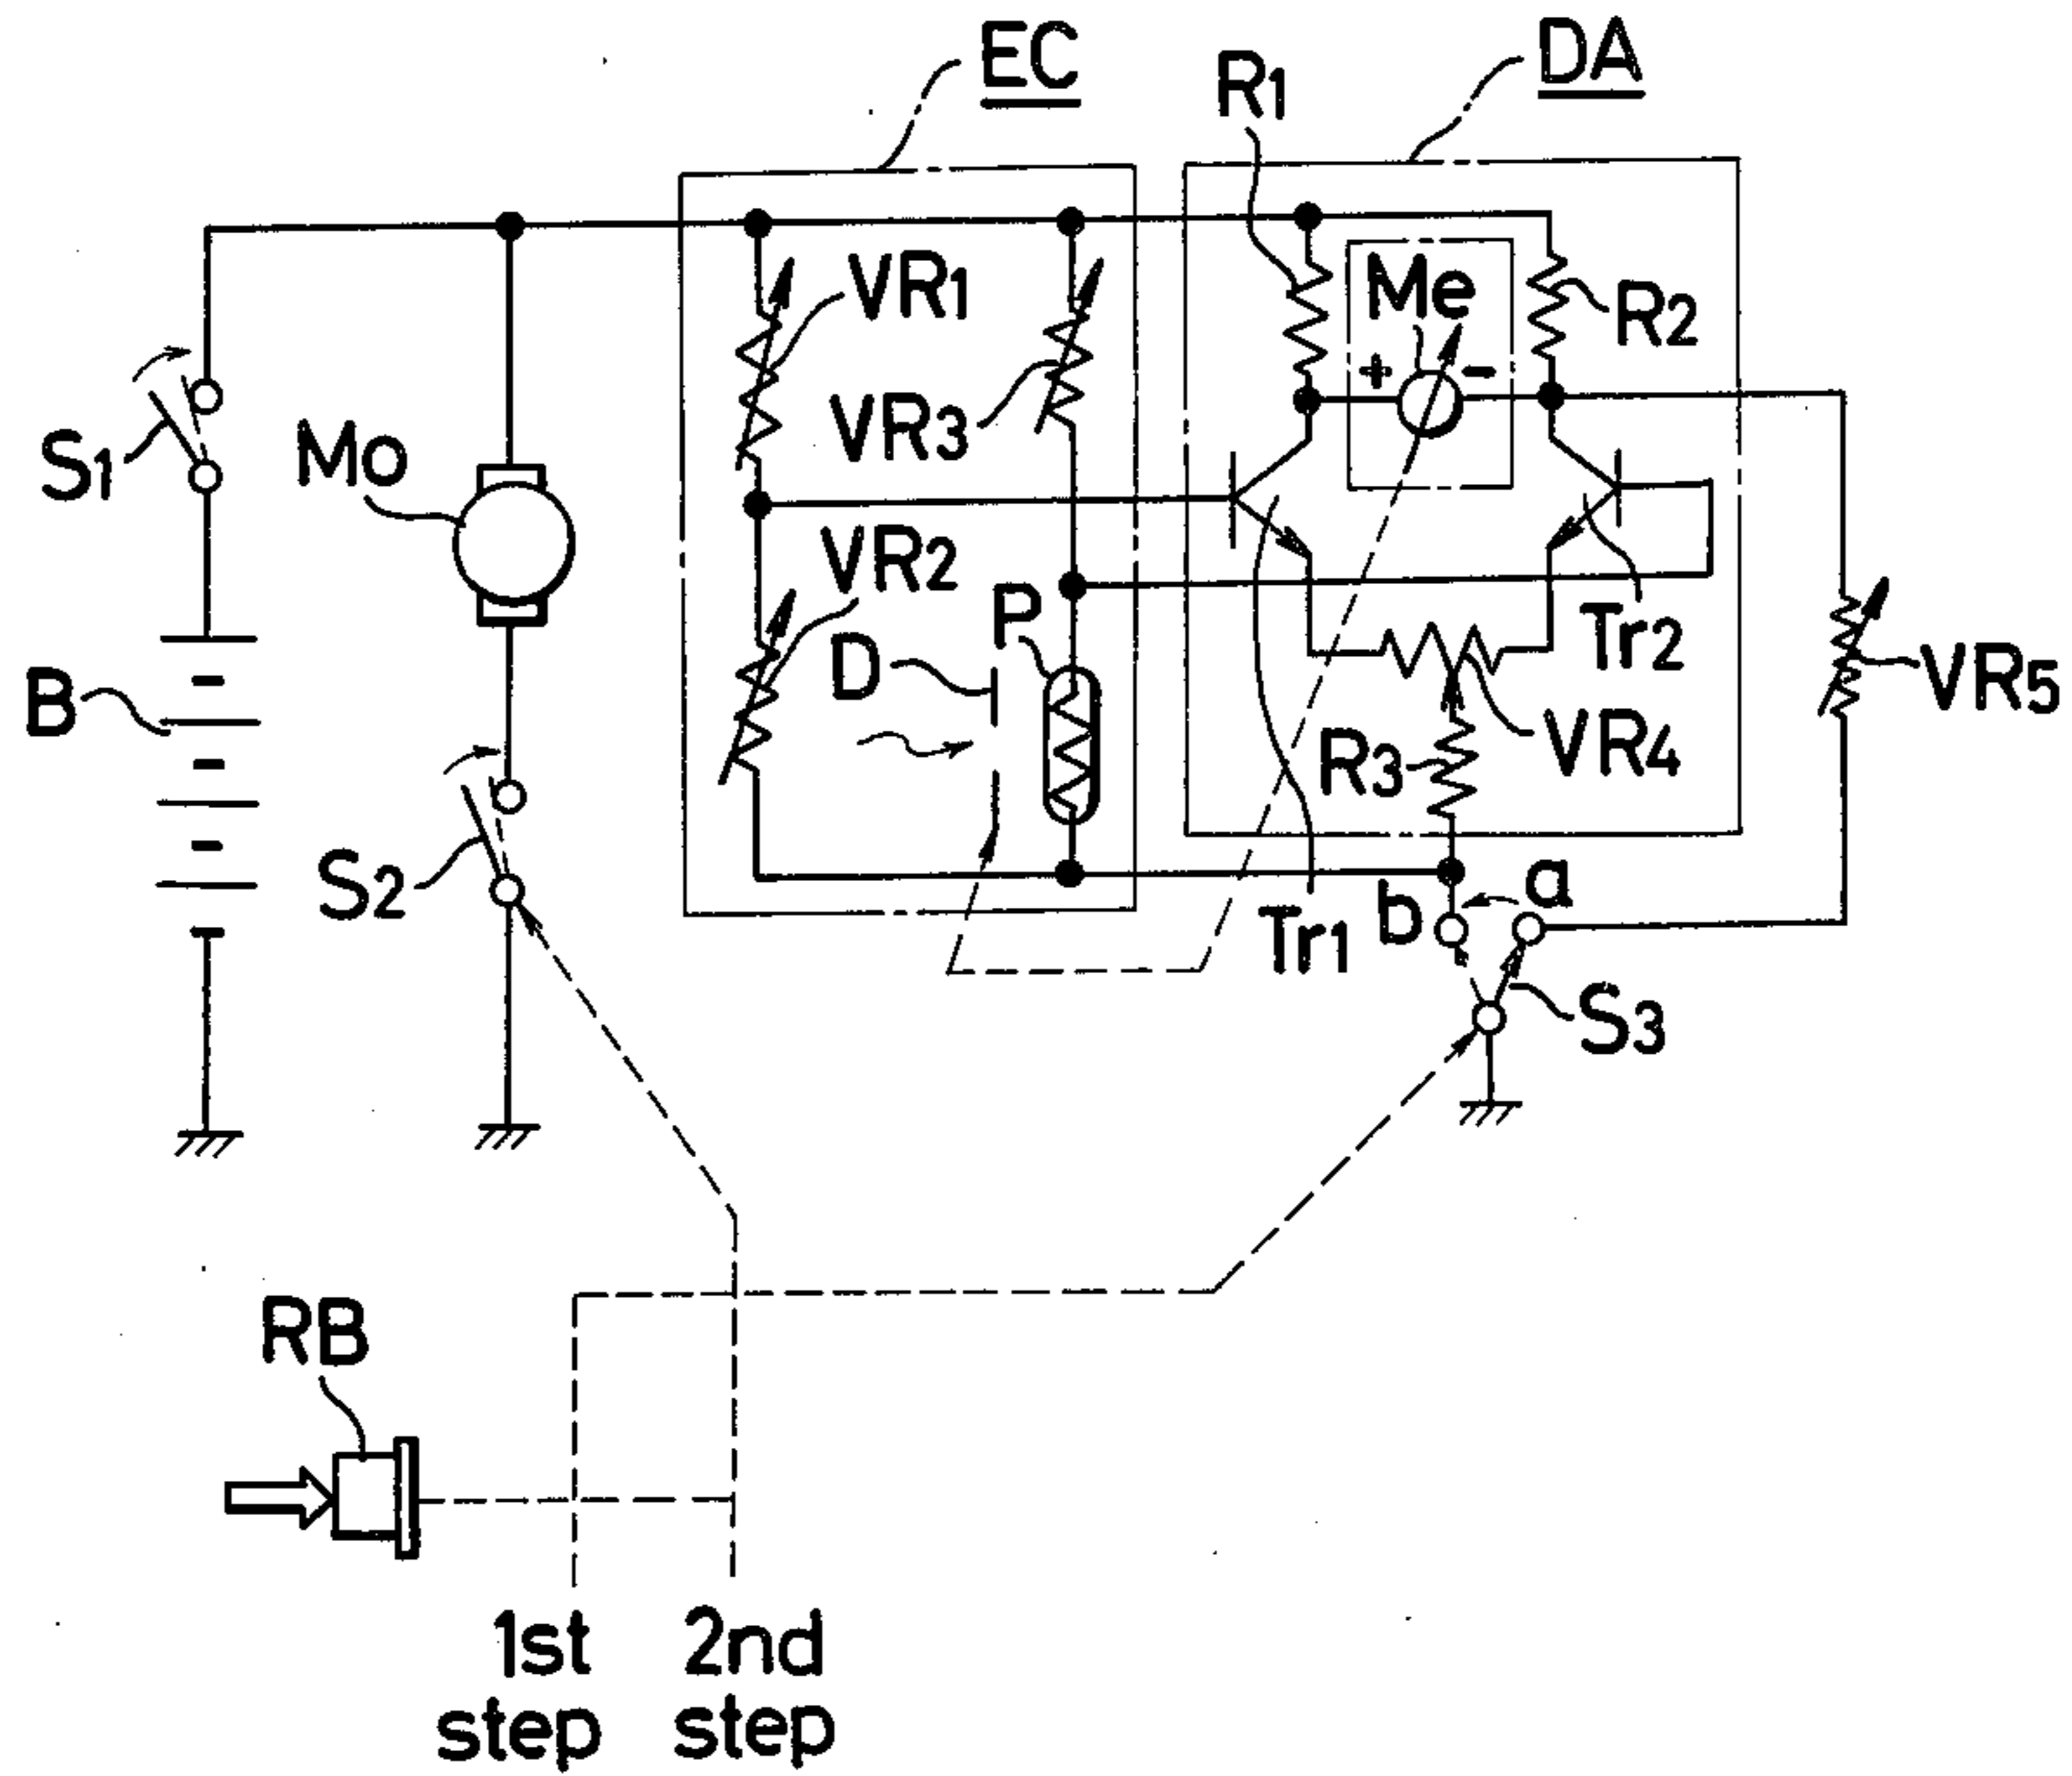 EC
DA
R1
VR1
Me
R2
+
-
VR3
S1
Mo
VR2
P
Tr2
D
VR5
B
VR4
R3
S2
a
b
Tr1
S3
RB
1st
step
2nd
step